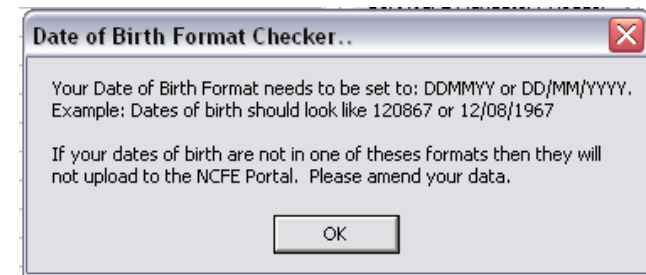 Date of Birth Format Checker..
Your Date of Birth Format needs to be set to: DDMMYY or DD/MM/YYYY.
Example: Dates of birth should look like 120867 or 12/08/1967
If your dates of birth are not in one of theses formats then they will
not upload to the NCFE Portal.  Please amend your data.
OK